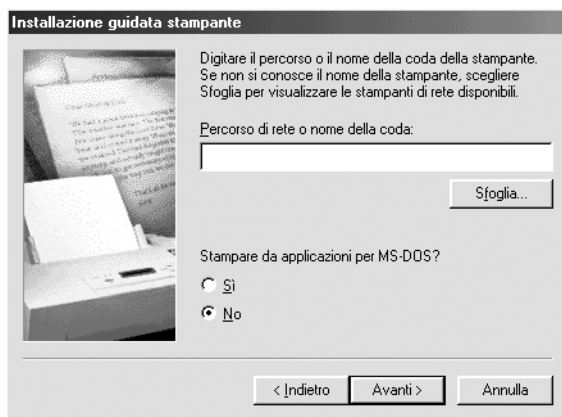 Installazione guidata stampante
Digitare il percorso o il nome della coda della stampante.
Se non si conosce il nome della stampante, scegliere
Sfoglia per visualizzare le stampanti di rete disponibili.
Percorso di rete o nome della coda:
Sfoglia...
Stampare da applicazioni per MS-DOS?
Sì
No
< Indietro
Avanti >
Annulla